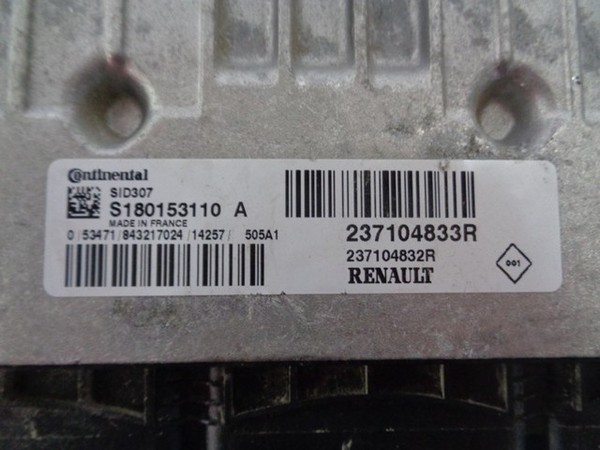 Continental
SID307
S180153110 A
MADE IN FRANCE
0/53471/843217024/14257/ 505A1
237104833R
237104832R
RENAULT
001